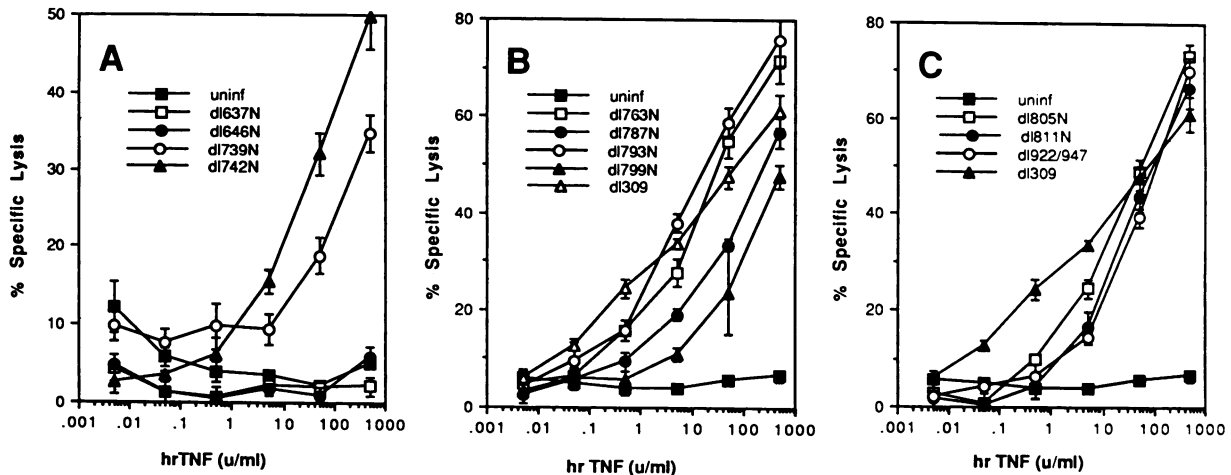 A
% Specific Lysis
50
40
30
20
10
0
uninf
dl637N
dl646N
dl739N
dl742N
.001
.1
1
10
100
1000
hrTNF (u/ml)
B
% Specific Lysis
80
60
40
20
0
uninf
dl763N
dl787N
dl793N
dl799N
dl309
.001
.1
1
10
100
1000
hr TNF (u/ml)
C
% Specific Lysis
80
60
40
20
0
uninf
dl805N
dl811N
dl922/947
dl309
.001
.1
1
10
100
1000
hr TNF (u/ml)